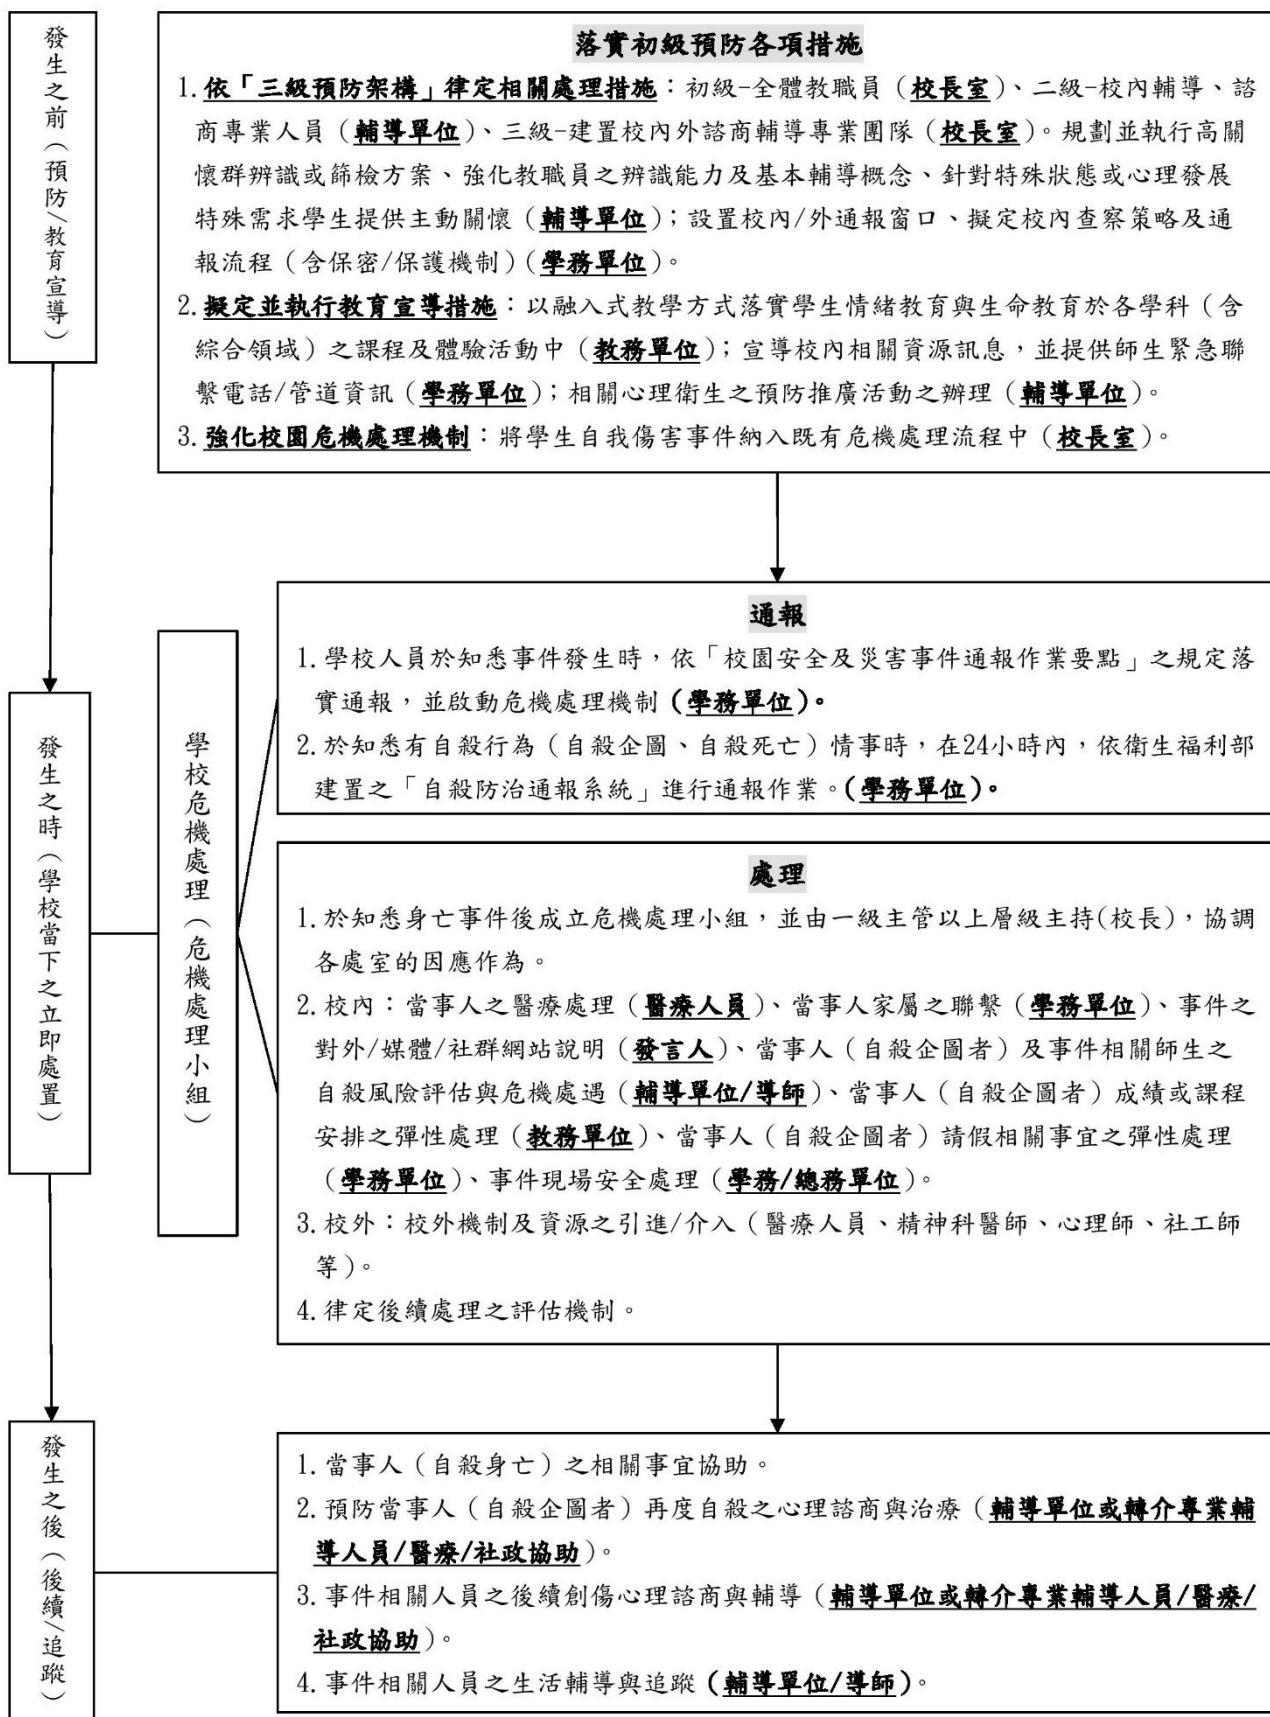 發生之前（預防/教育宣導）
落實初級預防各項措施
1.依「三級預防架構」律定相關處理措施：初級-全體教職員（校長室）、二級-校內輔導、諮
商專業人員（輔導單位）、三級-建置校內外諮商輔導專業團隊（校長室）。規劃並執行高關
懷群辨識或篩檢方案、強化教職員之辨識能力及基本輔導概念、針對特殊狀態或心理發展
特殊需求學生提供主動關懷（輔導單位）；設置校內/外通報窗口、擬定校內查察策略及通
報流程（含保密/保護機制）（學務單位）。
2.擬定並執行教育宣導措施：以融入式教學方式落實學生情緒教育與生命教育於各學科（含
綜合領域）之課程及體驗活動中（教務單位）；宣導校內相關資源訊息，並提供師生緊急聯
繫電話/管道資訊（學務單位）；相關心理衛生之預防推廣活動之辦理（輔導單位）。
3.強化校園危機處理機制：將學生自我傷害事件納入既有危機處理流程中（校長室）。
發生之時（學校當下之立即處置）
學校危機處理（危機處理小組）
通報
1.學校人員於知悉事件發生時，依「校園安全及災害事件通報作業要點」之規定落
實通報，並啟動危機處理機制（學務單位）。
2.於知悉有自殺行為（自殺企圖、自殺死亡）情事時，在24小時內，依衛生福利部
建置之「自殺防治通報系統」進行通報作業。（學務單位）。
處理
1.於知悉身亡事件後成立危機處理小組，並由一級主管以上層級主持(校長)，協調
各處室的因應作為。
2.校內：當事人之醫療處理（醫療人員）、當事人家屬之聯繫（學務單位）、事件之
對外/媒體/社群網站說明（發言人）、當事人（自殺企圖者）及事件相關師生之
自殺風險評估與危機處遇（輔導單位/導師）、當事人（自殺企圖者）成績或課程
安排之彈性處理（教務單位）、當事人（自殺企圖者）請假相關事宜之彈性處理
（學務單位）、事件現場安全處理（學務/總務單位）。
3.校外：校外機制及資源之引進/介入（醫療人員、精神科醫師、心理師、社工師
等）。
4.律定後續處理之評估機制。
發生之後（後續/追蹤）
1.當事人（自殺身亡）之相關事宜協助。
2.預防當事人（自殺企圖者）再度自殺之心理諮商與治療（輔導單位或轉介專業輔
導人員/醫療/社政協助）。
3.事件相關人員之後續創傷心理諮商與輔導（輔導單位或轉介專業輔導人員/醫療/
社政協助）。
4.事件相關人員之生活輔導與追蹤（輔導單位/導師）。